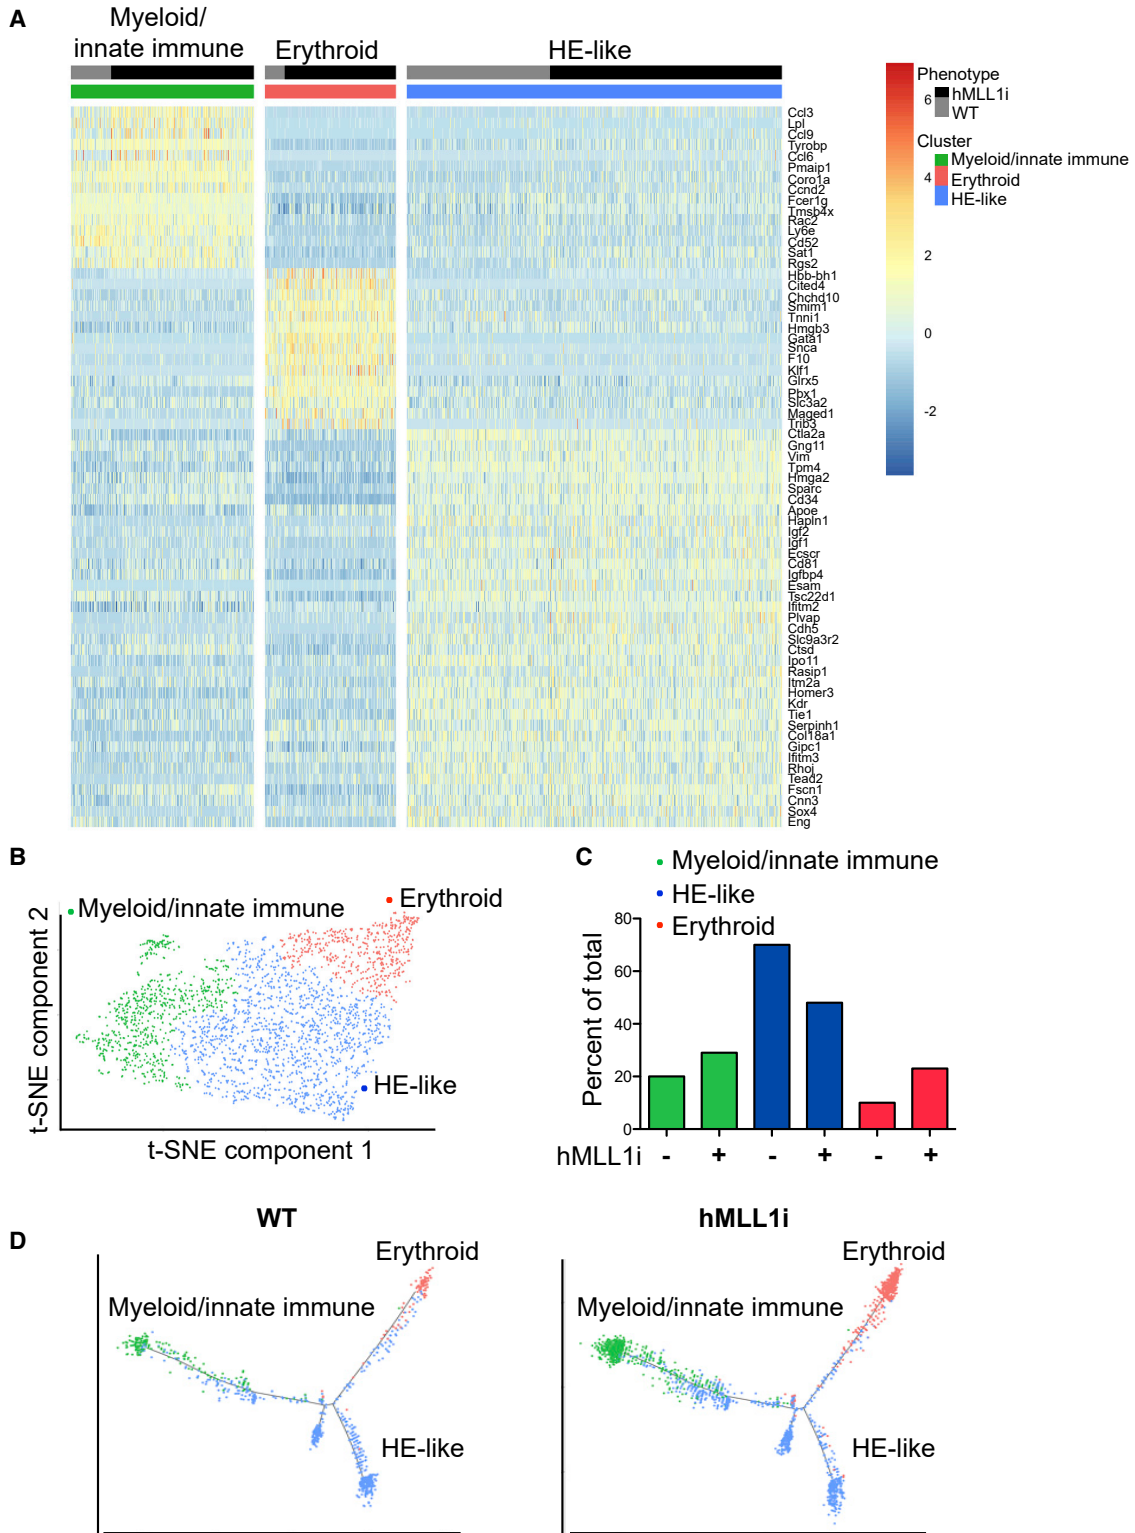 A
Myeloid/
innate immune
Erythroid
HE-like
Phenotype
hMLL1i
WT
Cluster
Myeloid/innate immune
Erythroid
HE-like
6
4
2
0
-2
Ccl3
Lpl
Ccl9
Tyrobp
Ccl6
Pmaip1
Coro1a
Ccnd2
Fcer1g
Tmsb4x
Rac2
Ly6e
Cd52
Sat1
Rgs2
Hbb-bh1
Cited4
Chchd10
Smim1
Tnni1
Hmgb3
Gata1
Snca
F10
Klf1
Glrx5
Pbx1
Slc3a2
Maged1
Trib3
Ctla2a
Gng11
Vim
Tpm4
Hmga2
Sparc
Cd34
Apoe
Hapln1
Igf2
Igf1
Ecscr
Cd81
Igfbp4
Esam
Tsc22d1
Ifitm2
Plvap
Cdh5
Slc9a3r2
Ctsd
Ipo11
Rasip1
Itm2a
Homer3
Kdr
Tie1
Serpinh1
Col18a1
Gipc1
Ifitm3
Rhoj
Tead2
Fscn1
Cnn3
Sox4
Eng
B
Myeloid/innate immune
Erythroid
HE-like
t-SNE component 2
t-SNE component 1
C
Myeloid/innate immune
HE-like
Erythroid
Percent of total
80
60
40
20
0
hMLL1i - + - + - +
D
WT
Erythroid
Myeloid/innate immune
HE-like
hMLL1i
Erythroid
Myeloid/innate immune
HE-like